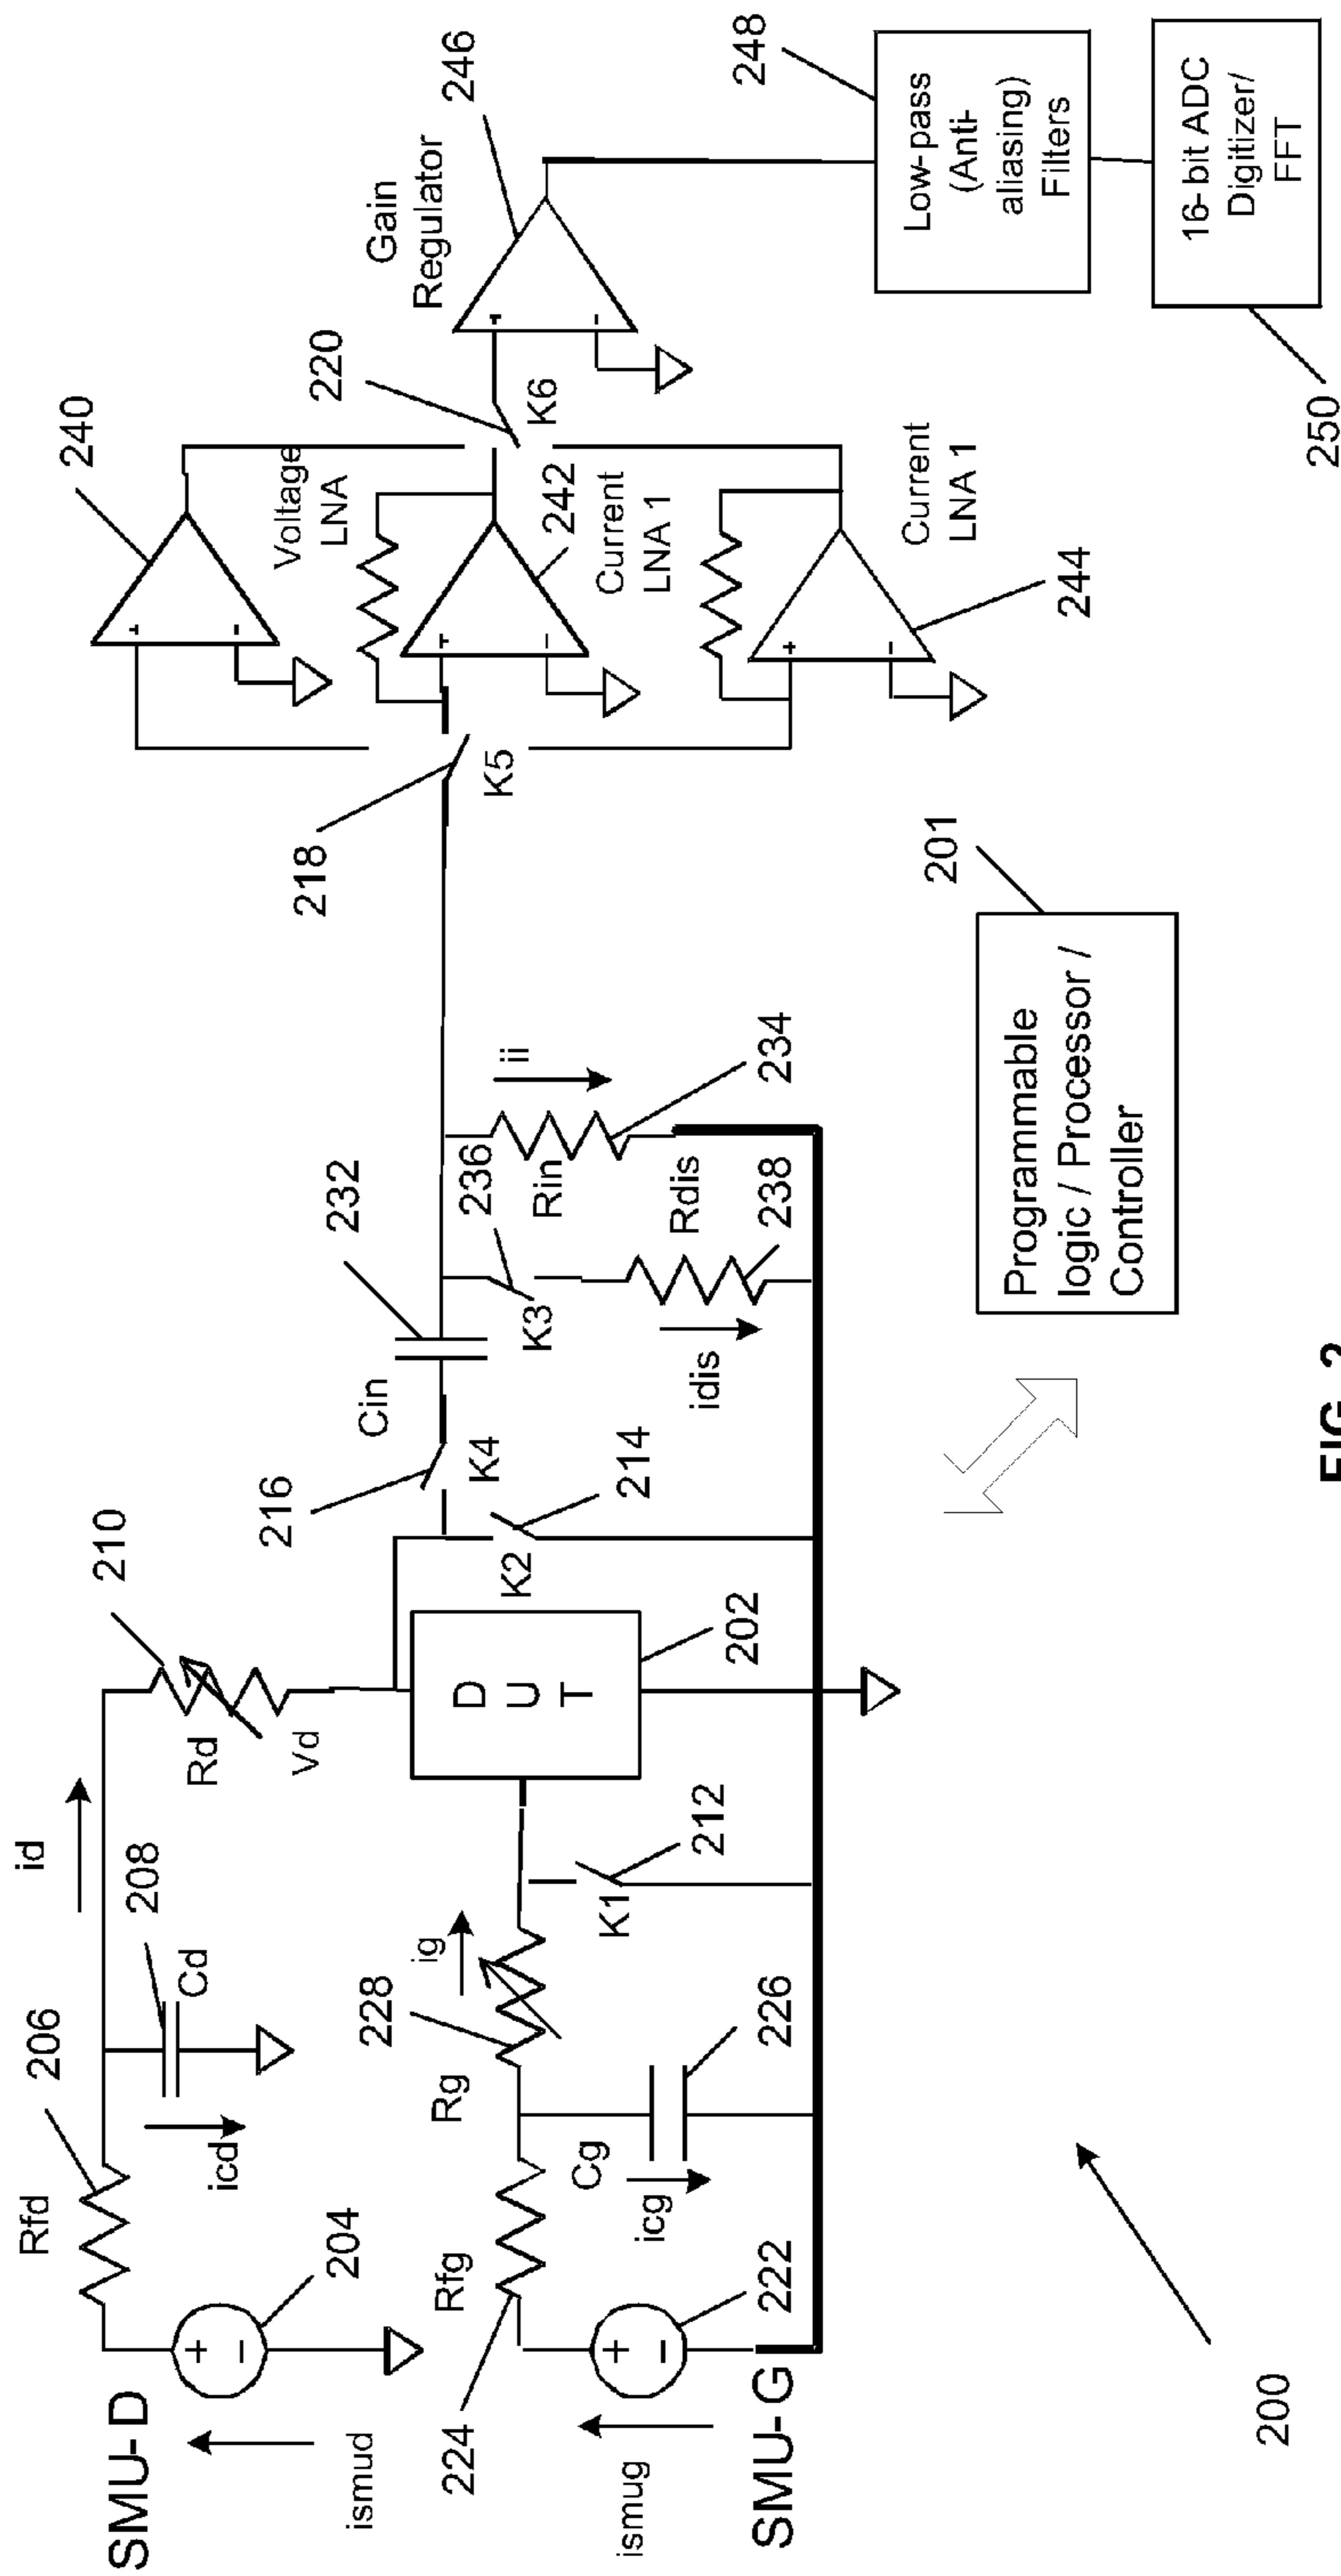 SMU-D
ismud
204
+
-
Rfd
206
icd
208
Cd
id
210
Rd
Vd
SMU-G
ismug
222
+
-
224
Rfg
Cg
icg
226
Rg
228
ig
K1
212
D
U
T
202
K2
214
216
K4
Cin
232
K3
236
idis
Rdis
238
Rin
ii
234
218
K5
240
+
-
Voltage
LNA
242
+
-
Current
LNA 1
244
+
-
Current
LNA 1
220
K6
Gain
Regulator
246
+
-
248
Low-pass
(Anti-
aliasing)
Filters
16-bit ADC
Digitizer/
FFT
250
201
Programmable
logic / Processor /
Controller
200
FIG. 2